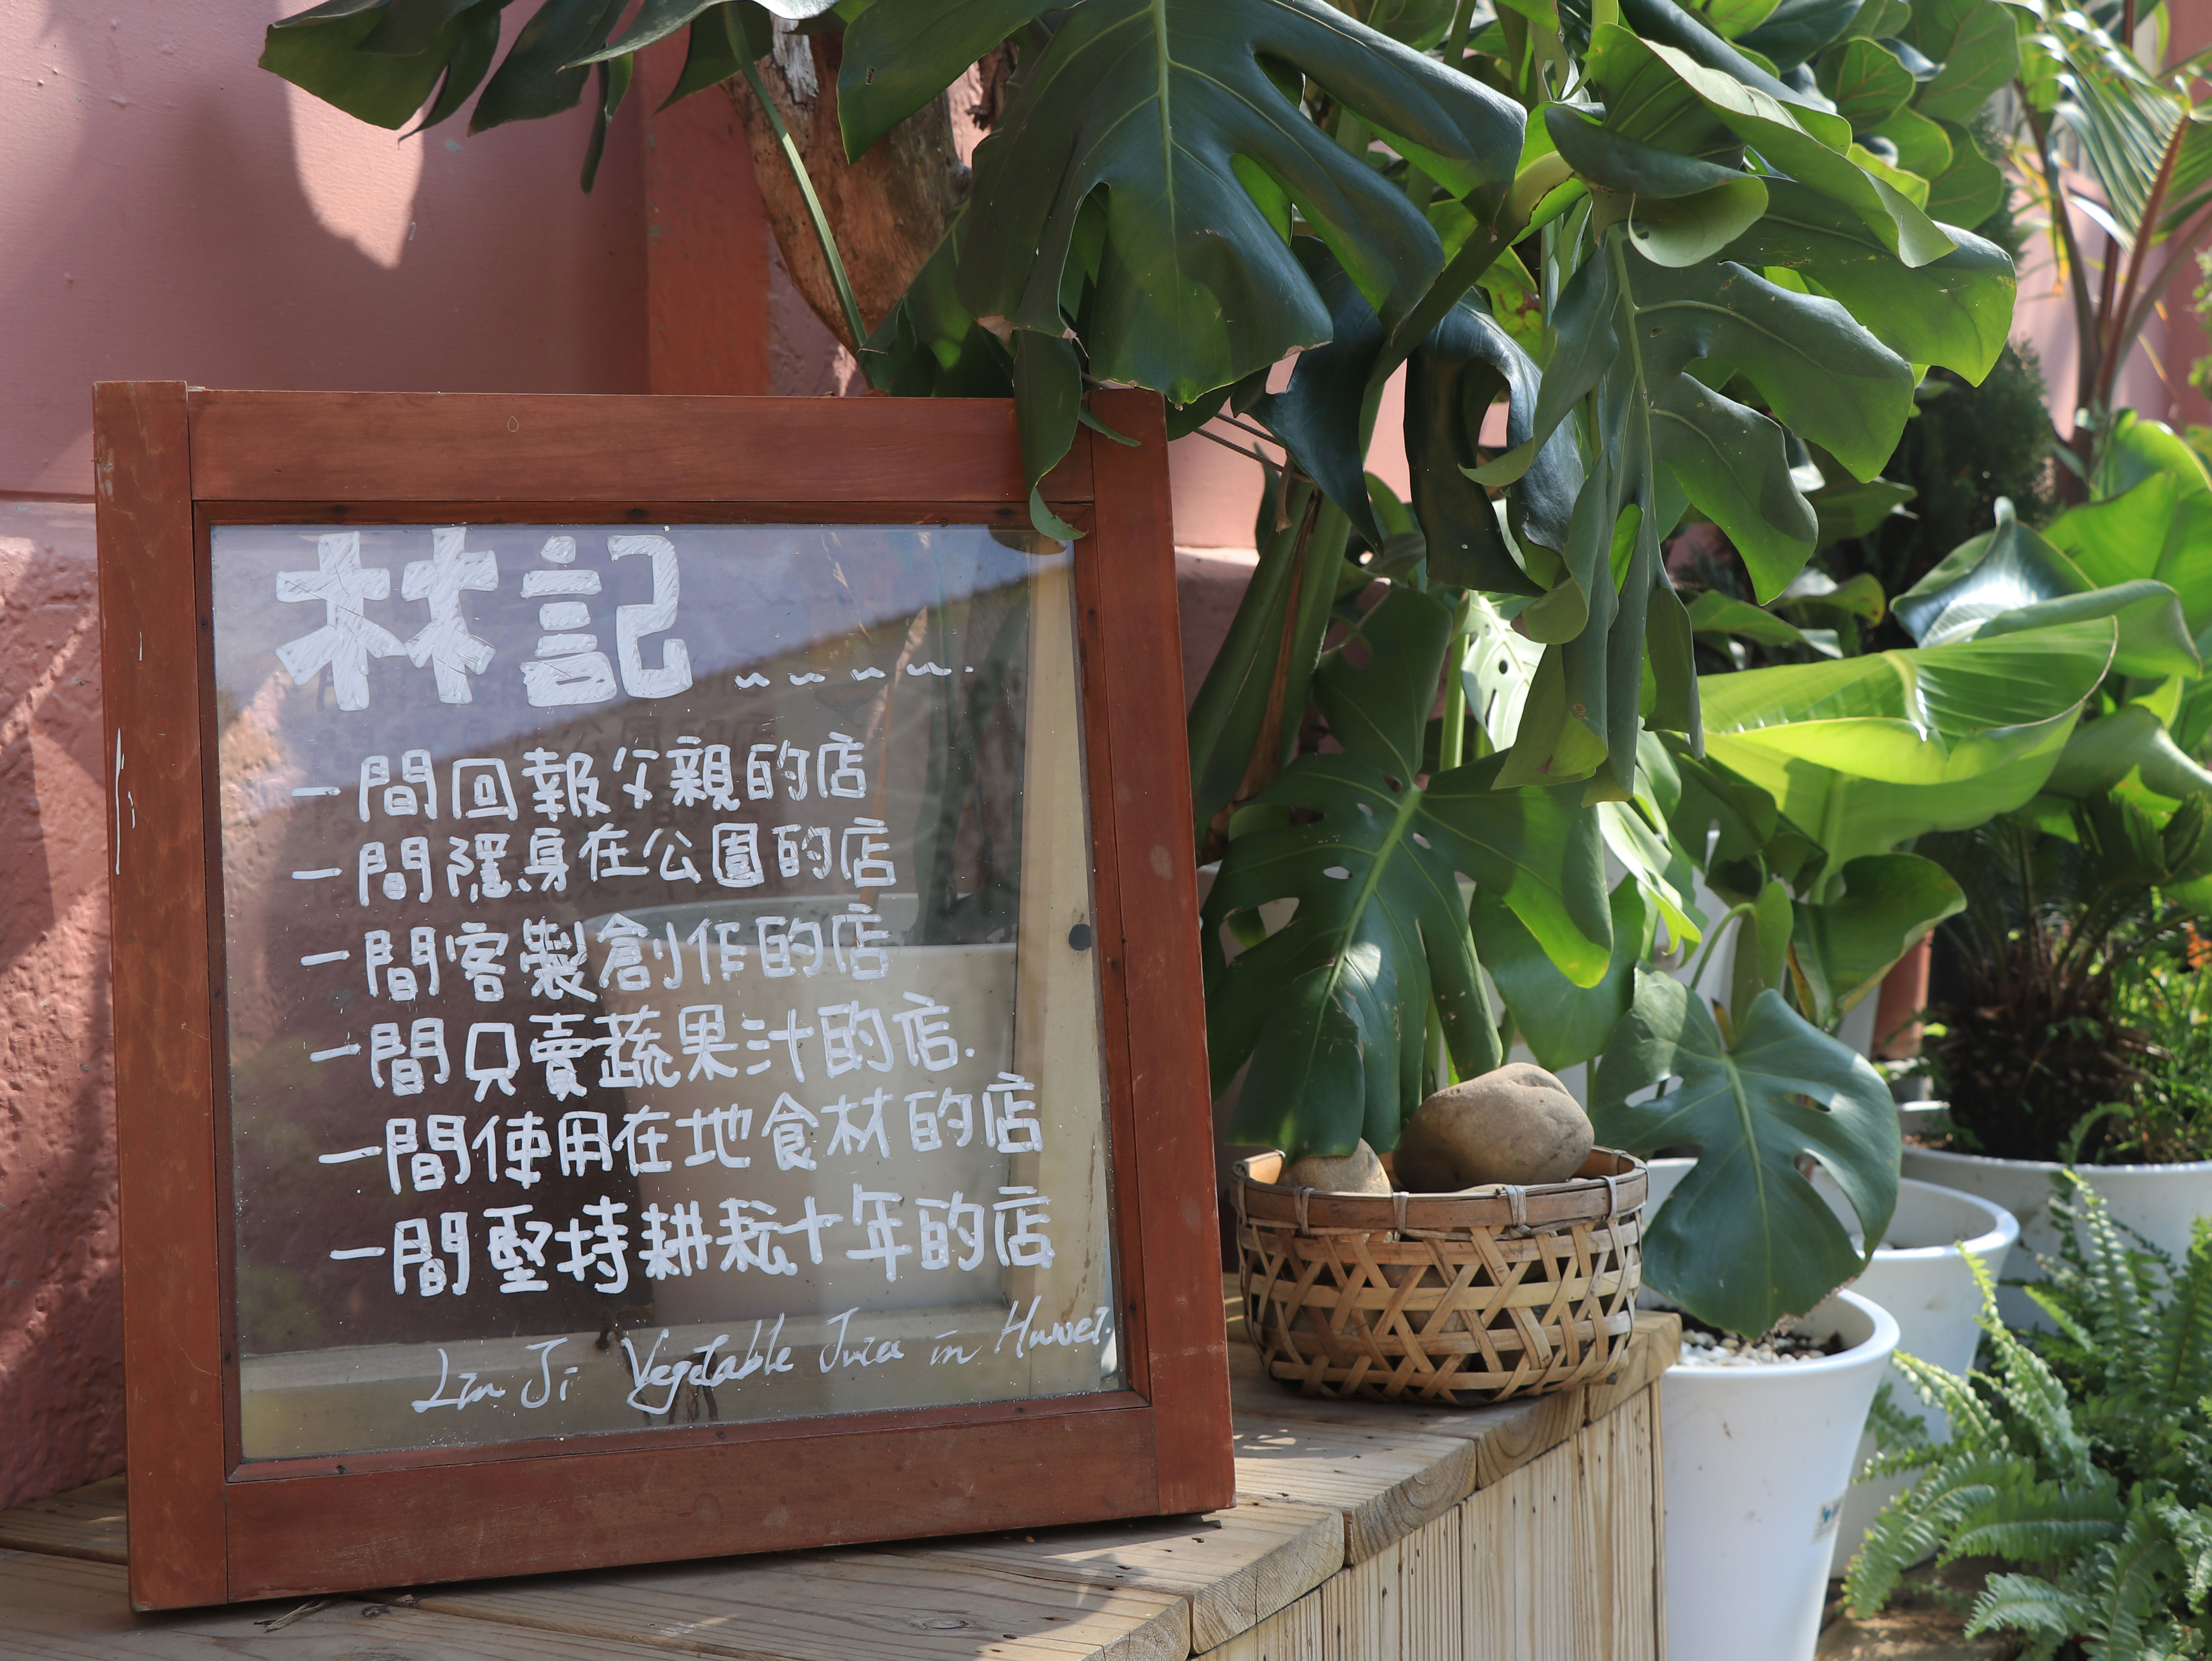 林記
一間回報父親的店
一間隱身在公園的店
一間客製創作的店
一間只賣蔬果汁的店.
一間使用在地食材的店
一間堅持耕耘十年的店
Lin Ji Vegetable Juice in Huwei.